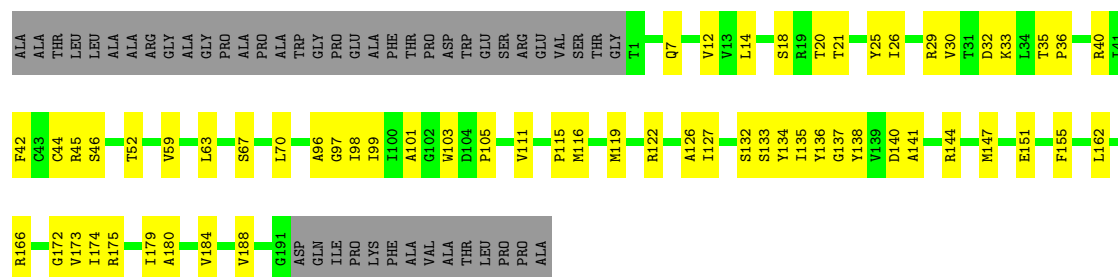 ALA ALA THR LEU LEU ALA ALA ARG GLY ALA GLY PRO ALA PRO ALA TRP GLY PRO GLU ALA PHE THR PRO ASP TRP GLU SER ARG GLU VAL SER THR GLY T1 Q7 V12 V13 L14 S18 R19 T20 T21 Y25 I26 R29 V30 T31 D32 K33 L34 T35 P36 R40 I41
F42 C43 C44 R45 S46 T52 V59 L63 S67 L70 A96 G97 I98 I99 I100 A101 G102 W103 D104 P105 V111 P115 M116 M119 R122 A126 I127 S132 S133 Y134 I135 Y136 G137 Y138 V139 D140 A141 R144 M147 E151 F155 L162
R166 G172 V173 I174 R175 I179 A180 V184 V188 G191 ASP GLN ILE PRO LYS PHE ALA VAL ALA THR LEU PRO PRO ALA